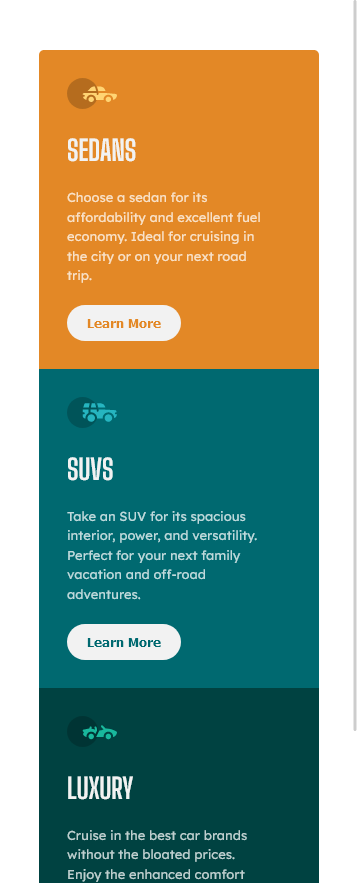 SEDANS
Choose a sedan for its
affordability and excellent fuel
economy. Ideal for cruising in
the city or on your next road
trip.
Learn More
SUVS
Take an SUV for its spacious
interior, power, and versatility.
Perfect for your next family
vacation and off-road
adventures.
Learn More
LUXURY
Cruise in the best car brands
without the bloated prices.
Enjoy the enhanced comfort